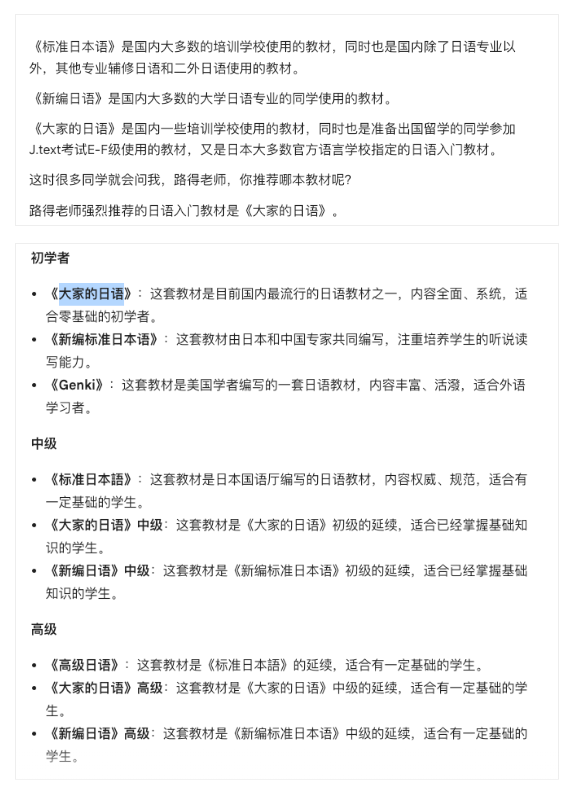 《标准日本语》是国内大多数的培训学校使用的教材，同时也是国内除了日语专业以
外，其他专业辅修日语和二外日语使用的教材。
《新编日语》是国内大多数的大学日语专业的同学使用的教材。
《大家的日语》是国内一些培训学校使用的教材，同时也是准备出国留学的同学参加
J.text考试E-F级使用的教材，又是日本大多数官方语言学校指定的日语入门教材。
这时很多同学就会问我，路得老师，你推荐哪本教材呢？
路得老师强烈推荐的日语入门教材是《大家的日语》。
初学者
• 《大家的日语》：这套教材是目前国内最流行的日语教材之一，内容全面、系统，适
合零基础的初学者。
• 《新编标准日本语》：这套教材由日本和中国专家共同编写，注重培养学生的听说读
写能力。
• 《Genki》：这套教材是美国学者编写的一套日语教材，内容丰富、活泼，适合外语
学习者。
中级
• 《标准日本語》：这套教材是日本国语厅编写的日语教材，内容权威、规范，适合有
一定基础的学生。
• 《大家的日语》中级：这套教材是《大家的日语》初级的延续，适合已经掌握基础知
识的学生。
• 《新编日语》中级：这套教材是《新编标准日本语》初级的延续，适合已经掌握基础
知识的学生。
高级
• 《高级日语》：这套教材是《标准日本語》的延续，适合有一定基础的学生。
• 《大家的日语》高级：这套教材是《大家的日语》中级的延续，适合有一定基础的学
生。
• 《新编日语》高级：这套教材是《新编标准日本语》中级的延续，适合有一定基础的
学生。